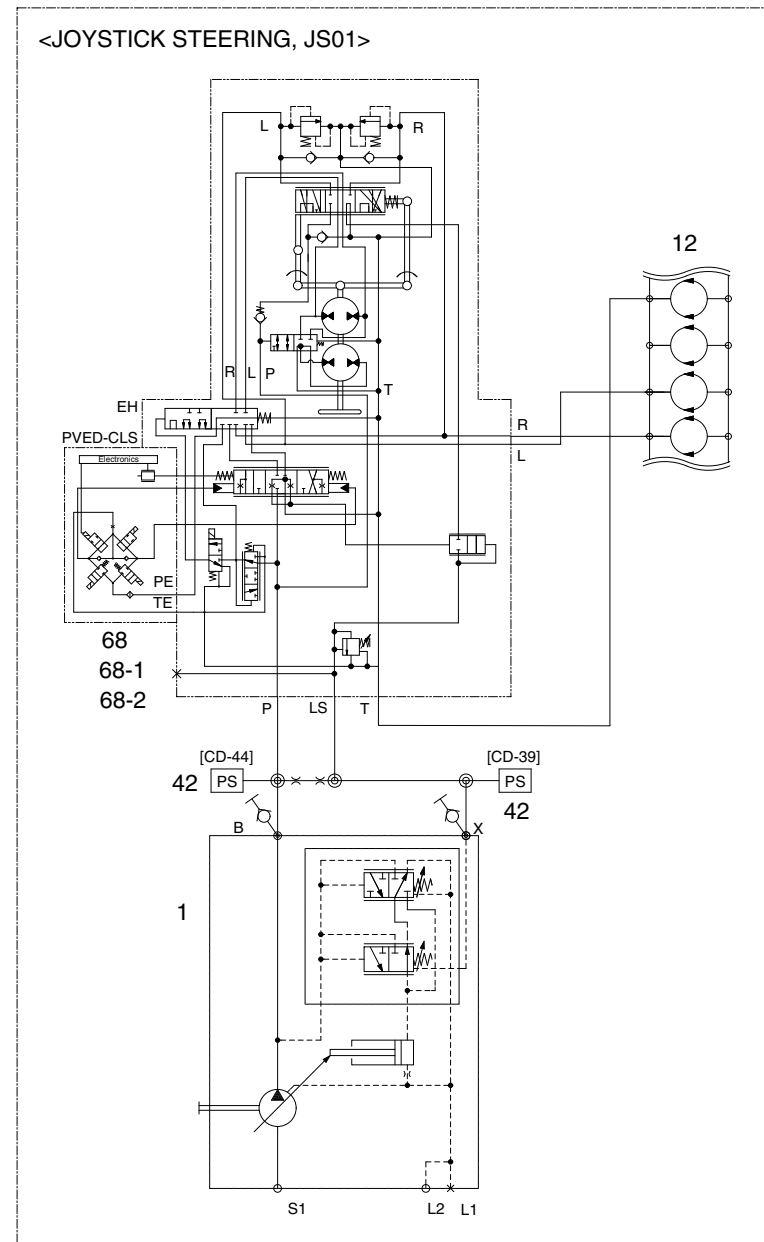 <JOYSTICK STEERING, JS01>
L
R
12
R L P
T
EH
R
PVED-CLS
L
Electronics
PE
TE
68
68-1
68-2
P
LS
T
[CD-44]
[CD-39]
42
PS
PS
42
B
X
1
S1
L2
L1